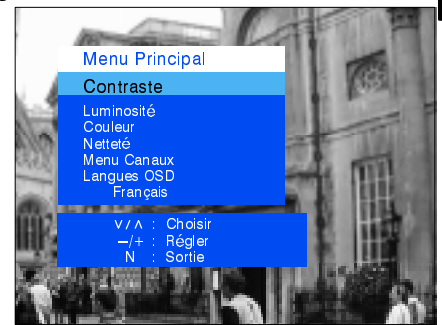 Menu Principal
Contraste
Luminosité
Couleur
Netteté
Menu Canaux
Langues OSD
Français
∨/∧ : Choisir
−/+ : Régler
N : Sortie